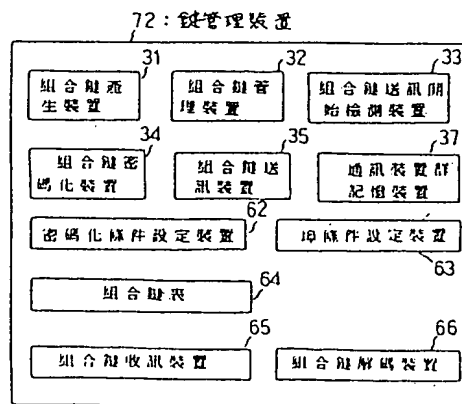 72：鍵管理裝置
31
組合鍵產
生裝置
32
組合鍵管
理裝置
33
組合鍵送訊開
始檢測裝置
34
組合鍵密
碼化裝置
35
組合鍵送
訊裝置
37
通訊裝置群
記憶裝置
62
密碼化條件設定裝置
埠條件設定裝置
63
組合鍵表
64
65
組合鍵收訊裝置
66
組合鍵解碼裝置